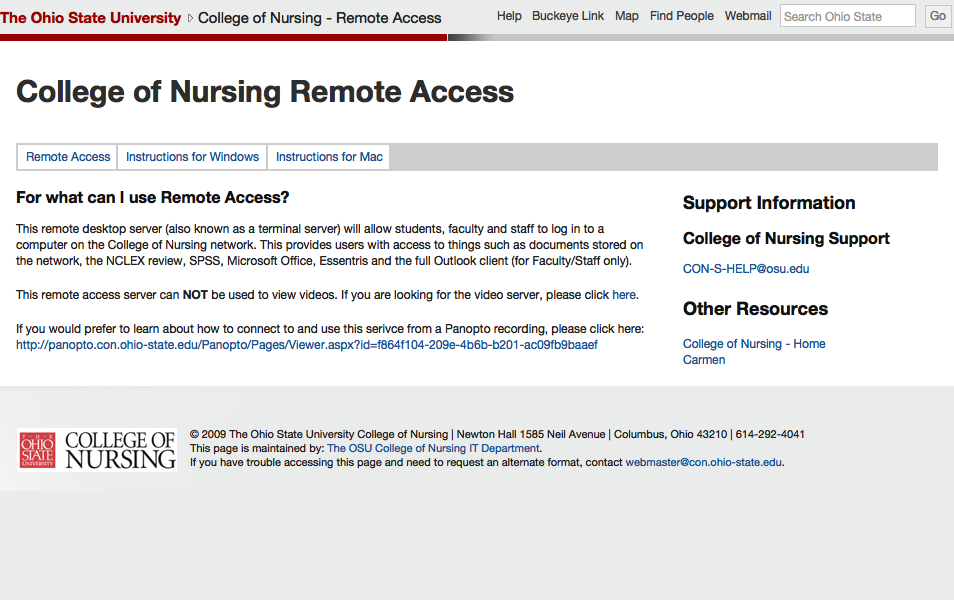 The Ohio State University College of Nursing - Remote Access Help Buckeye Link Map Find People Webmail Search Ohio State Go
College of Nursing Remote Access
Remote Access Instructions for Windows Instructions for Mac
For what can I use Remote Access?
This remote desktop server (also known as a terminal server) will allow students, faculty and staff to log in to a
computer on the College of Nursing network. This provides users with access to things such as documents stored on
the network, the NCLEX review, SPSS, Microsoft Office, Essentris and the full Outlook client (for Faculty/Staff only).
This remote access server can NOT be used to view videos. If you are looking for the video server, please click here.
If you would prefer to learn about how to connect to and use this serivce from a Panopto recording, please click here:
http://panopto.con.ohio-state.edu/Panopto/Pages/Viewer.aspx?id=f864f104-209e-4b6b-b201-ac09fb9baaef
Support Information
College of Nursing Support
CON-S-HELP@osu.edu
Other Resources
College of Nursing - Home
Carmen
THE
OHIO
STATE
UNIVERSITY
COLLEGE OF
NURSING
© 2009 The Ohio State University College of Nursing | Newton Hall 1585 Neil Avenue | Columbus, Ohio 43210 | 614-292-4041
This page is maintained by: The OSU College of Nursing IT Department.
If you have trouble accessing this page and need to request an alternate format, contact webmaster@con.ohio-state.edu.